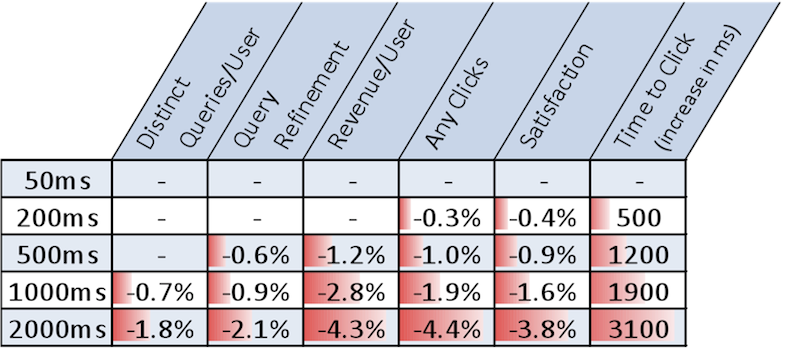 Distinct
Queries/User
Query
Refinement
Revenue/User
Any Clicks
Satisfaction
Time to Click
(increase in ms)
50ms - - - - - -
200ms - - - -0.3% -0.4% 500
500ms - -0.6% -1.2% -1.0% -0.9% 1200
1000ms -0.7% -0.9% -2.8% -1.9% -1.6% 1900
2000ms -1.8% -2.1% -4.3% -4.4% -3.8% 3100